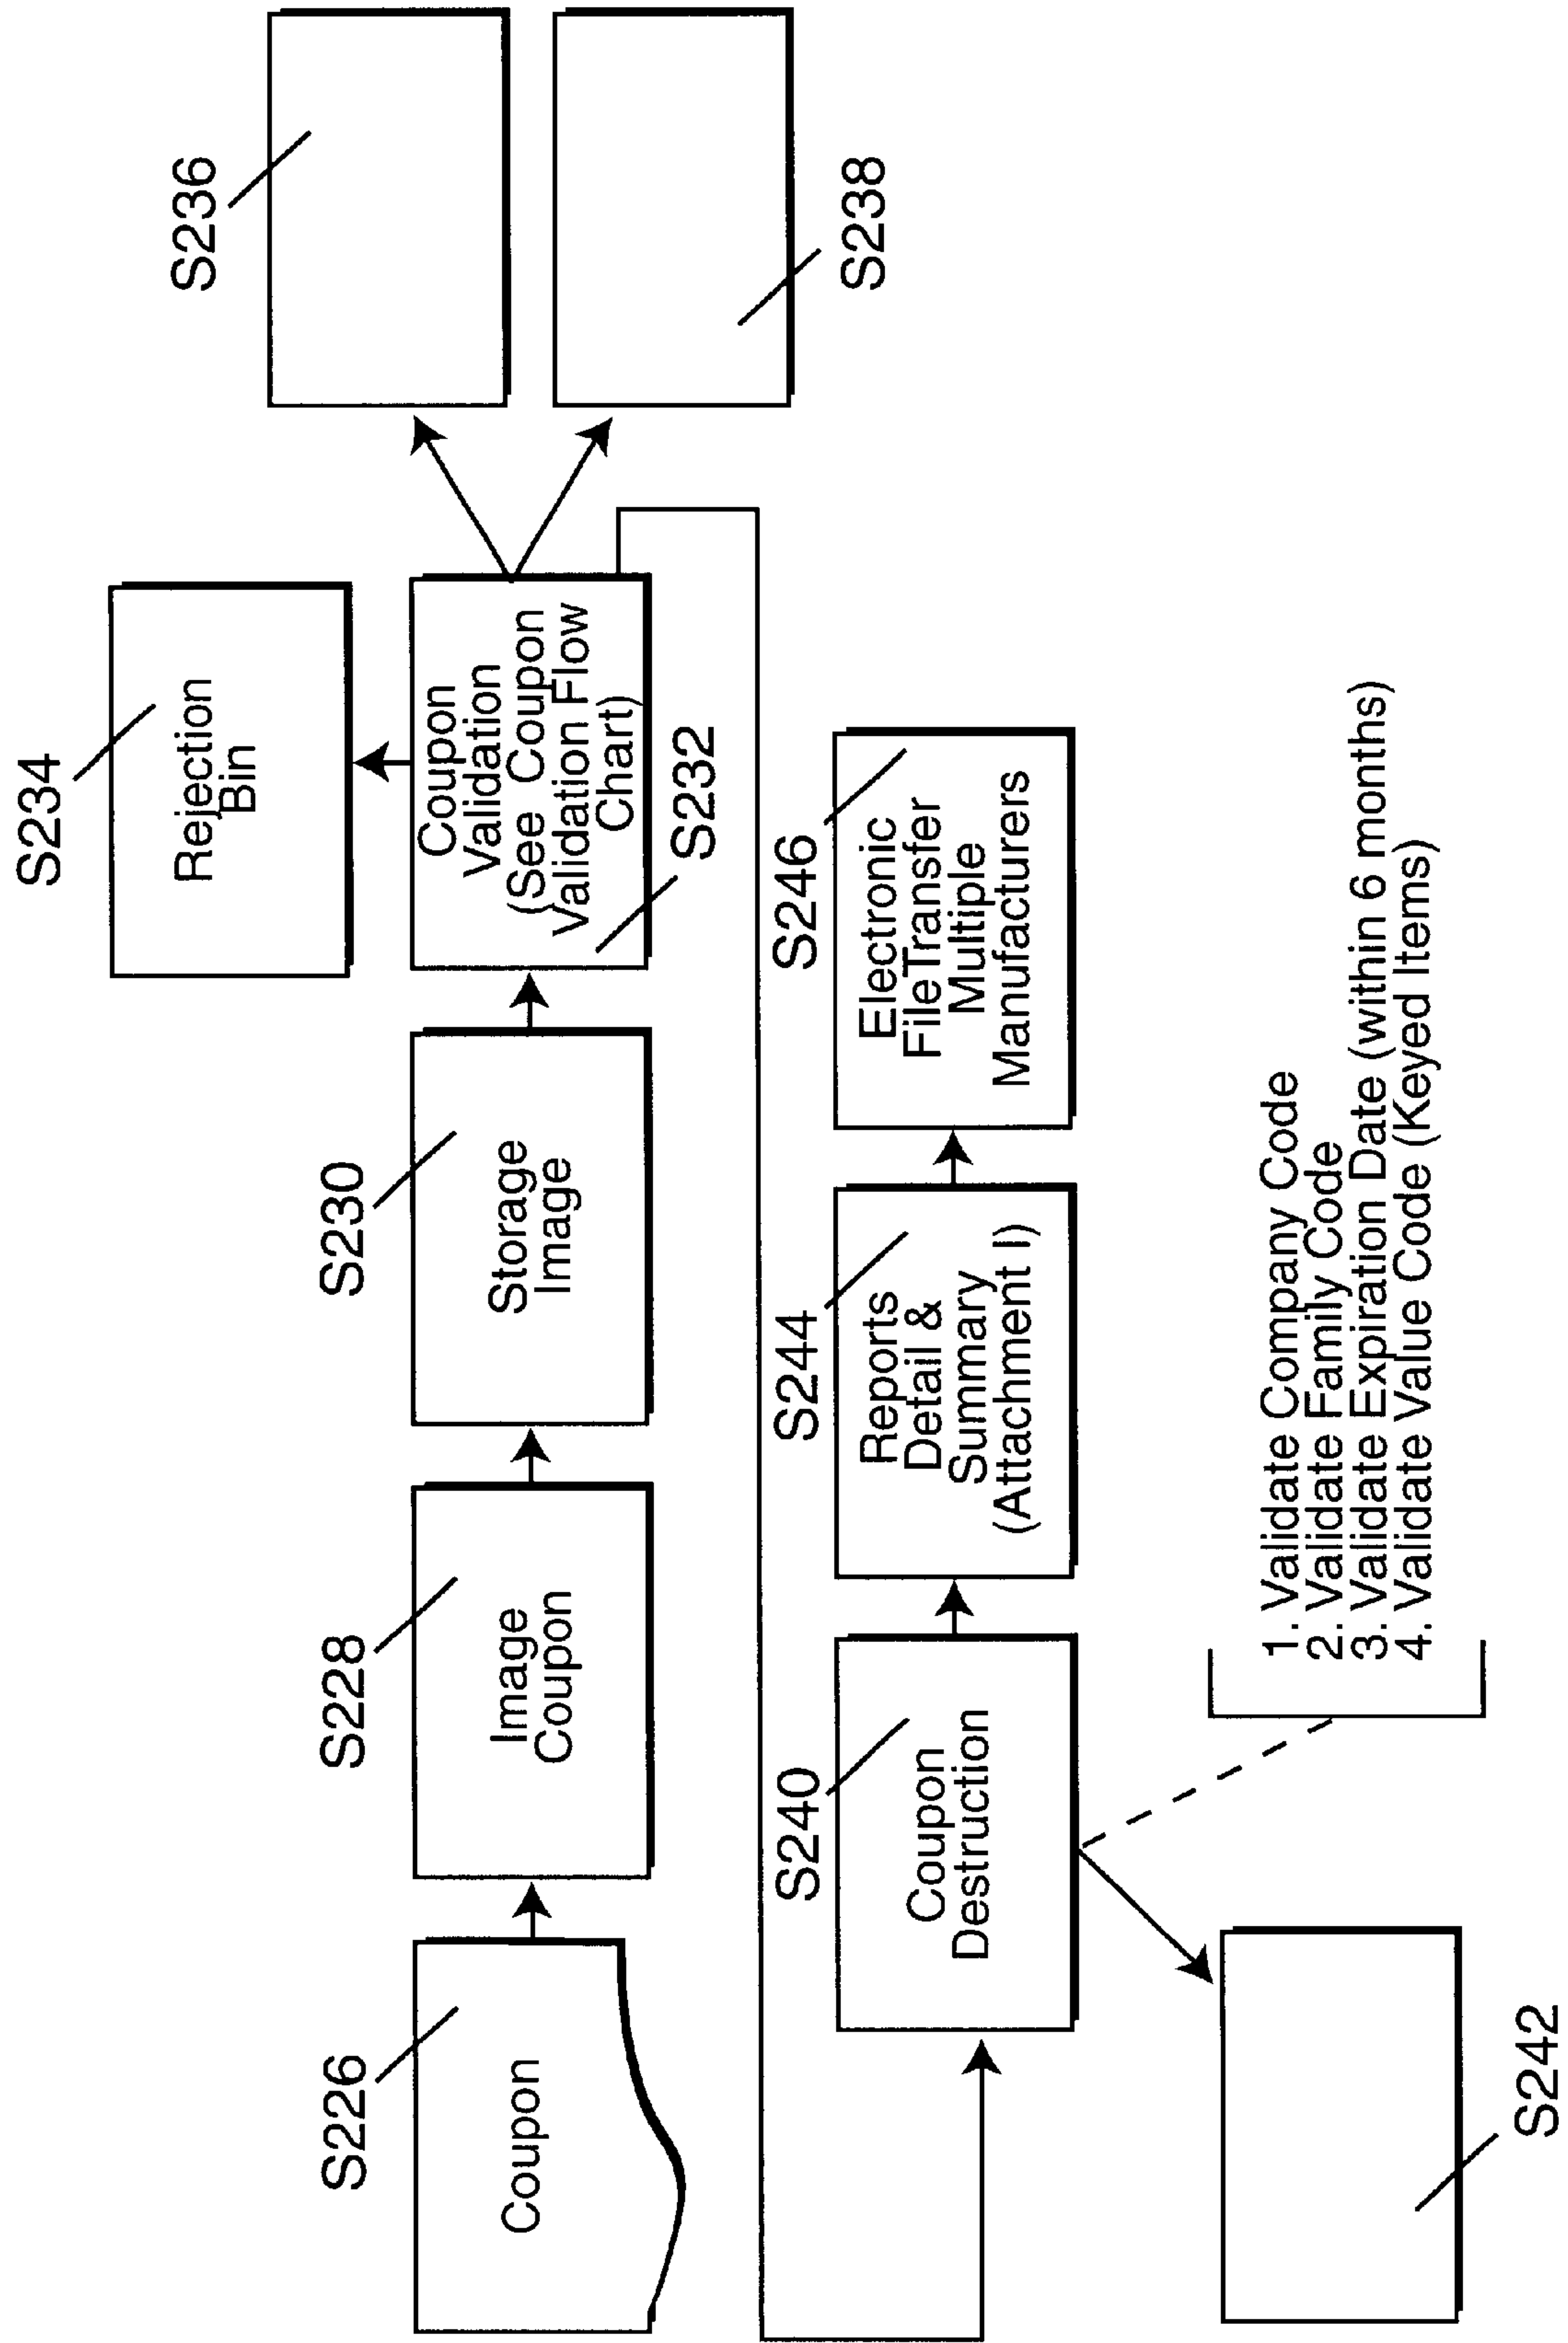 S234
Rejection
Bin
S236
S226
Coupon
S228
Image
Coupon
S230
Storage
Image
Coupon
Validation
(See Coupon
Validation Flow
Chart)
S232
S238
S240
Coupon
Destruction
S244
Reports
Detail &
Summary
(Attachment I)
S246
Electronic
FileTransfer
Multiple
Manufacturers
S242
1. Validate Company Code
2. Validate Family Code
3. Validate Expiration Date (within 6 months)
4. Validate Value Code (Keyed Items)